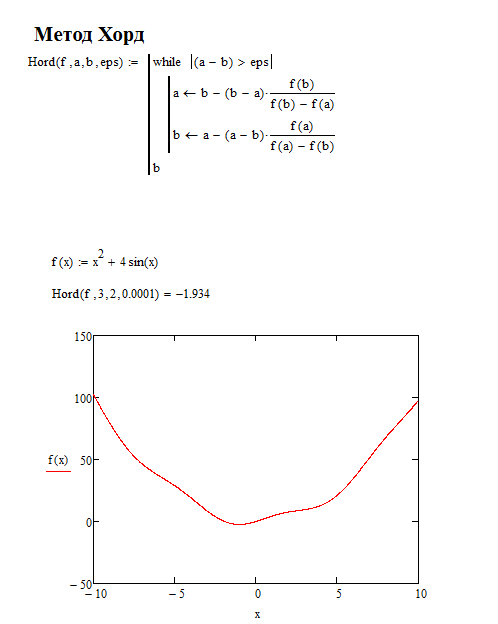 Метод Хорд
Hord(f ,a,b,eps) := while |(a − b) > eps|
a ← b − (b − a)· f(b) / f(b) − f(a)
b ← a − (a − b)· f(a) / f(a) − f(b)
b
f(x) := x² + 4 sin(x)
Hord(f ,3,2,0.0001) = −1.934
150
100
f(x) 50
0
− 50
− 10 − 5 0 5 10
x